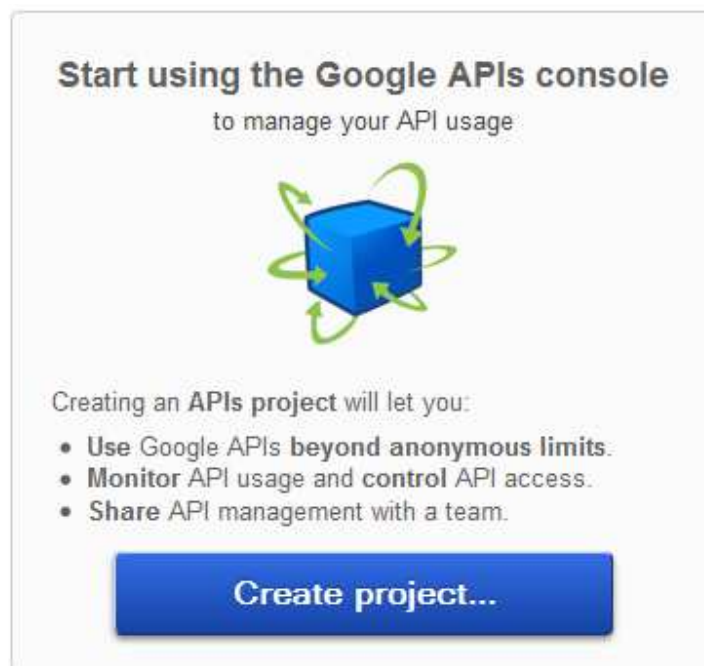 Start using the Google APIs console
to manage your API usage
Creating an APIs project will let you:
• Use Google APIs beyond anonymous limits.
• Monitor API usage and control API access.
• Share API management with a team.
Create project...